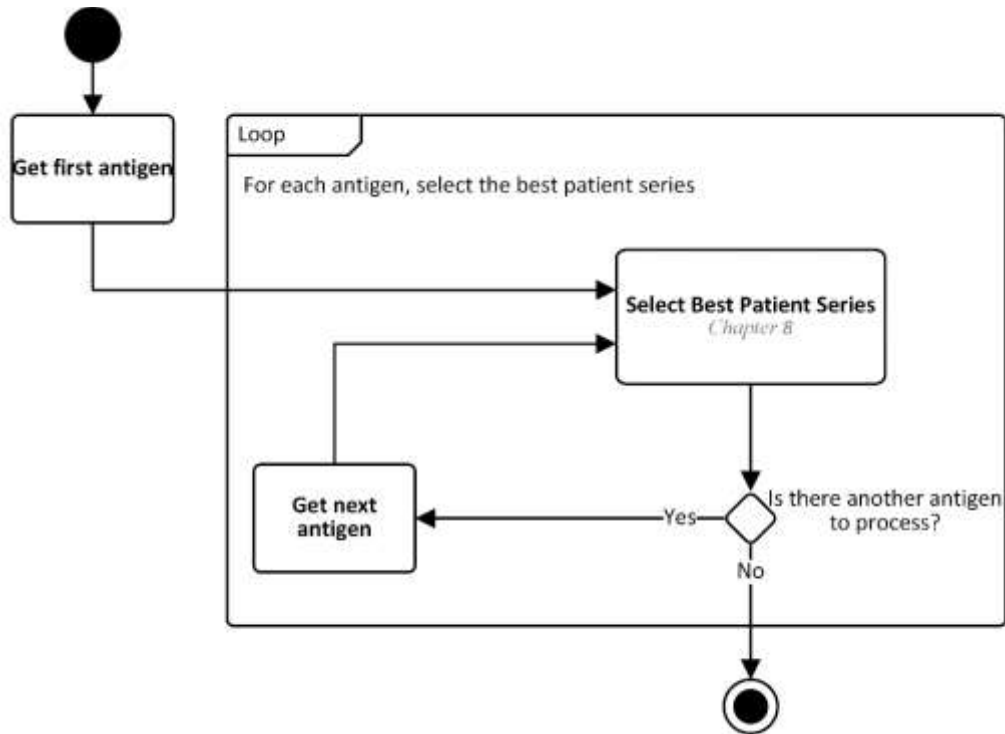 Get first antigen
Loop
For each antigen, select the best patient series
Select Best Patient Series
Chapter 8
Get next
antigen
Yes
Is there another antigen
to process?
No